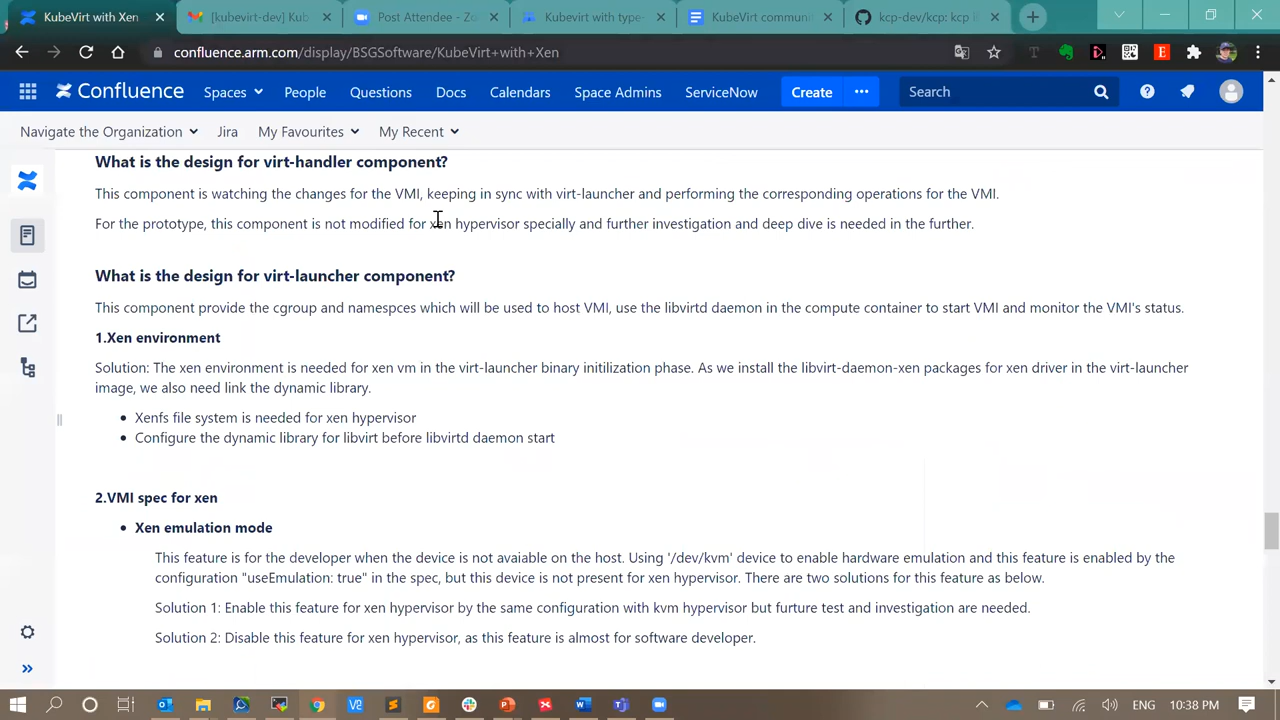 KubeVirt with Xen
[kubevirt-dev] Kub
Post Attendee - Zo
Kubevirt with type-
KubeVirt communi
kcp-dev/kcp: kcp i
confluence.arm.com/display/BSGSoftware/KubeVirt+with+Xen
Confluence
Spaces
People
Questions
Docs
Calendars
Space Admins
ServiceNow
Create
Search
Navigate the Organization
Jira
My Favourites
My Recent
What is the design for virt-handler component?
This component is watching the changes for the VMI, keeping in sync with virt-launcher and performing the corresponding operations for the VMI.
For the prototype, this component is not modified for xen hypervisor specially and further investigation and deep dive is needed in the further.
What is the design for virt-launcher component?
This component provide the cgroup and namespces which will be used to host VMI, use the libvirtd daemon in the compute container to start VMI and monitor the VMI's status.
1.Xen environment
Solution: The xen environment is needed for xen vm in the virt-launcher binary initilization phase. As we install the libvirt-daemon-xen packages for xen driver in the virt-launcher
image, we also need link the dynamic library.
• Xenfs file system is needed for xen hypervisor
• Configure the dynamic library for libvirt before libvirtd daemon start
2.VMI spec for xen
• Xen emulation mode
This feature is for the developer when the device is not avaiable on the host. Using '/dev/kvm' device to enable hardware emulation and this feature is enabled by the
configuration "useEmulation: true" in the spec, but this device is not present for xen hypervisor. There are two solutions for this feature as below.
Solution 1: Enable this feature for xen hypervisor by the same configuration with kvm hypervisor but furture test and investigation are needed.
Solution 2: Disable this feature for xen hypervisor, as this feature is almost for software developer.
ENG
10:38 PM